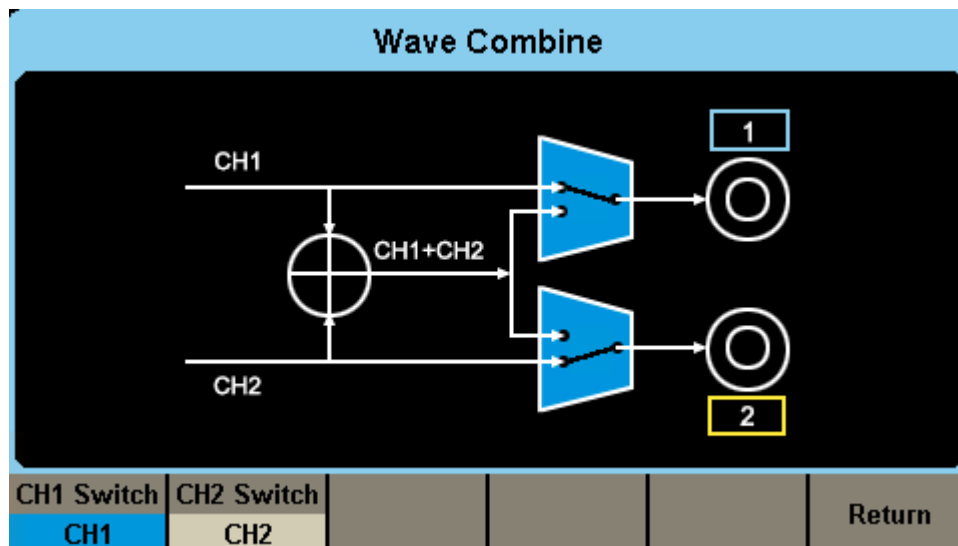 Wave Combine
1
CH1
CH1+CH2
CH2
2
CH1 Switch CH2 Switch
CH1 CH2 Return